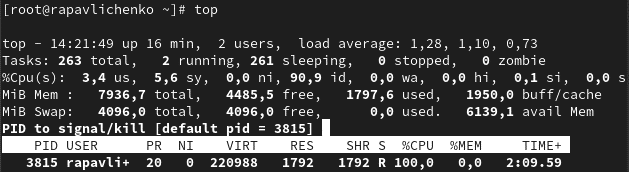 [root@rapavlichenko ~]# top
top - 14:21:49 up 16 min,  2 users,  load average: 1,28, 1,10, 0,73
Tasks: 263 total,   2 running, 261 sleeping,   0 stopped,   0 zombie
%Cpu(s):  3,4 us,  5,6 sy,  0,0 ni, 90,9 id,  0,0 wa,  0,0 hi,  0,1 si,  0,0 s
MiB Mem :   7936,7 total,   4485,5 free,   1797,6 used,   1950,0 buff/cache
MiB Swap:   4096,0 total,   4096,0 free,      0,0 used.   6139,1 avail Mem
PID to signal/kill [default pid = 3815]
PID USER      PR  NI    VIRT    RES    SHR S  %CPU  %MEM     TIME+
3815 rapavli+  20   0  220988   1792   1792 R 100,0   0,0   2:09.59